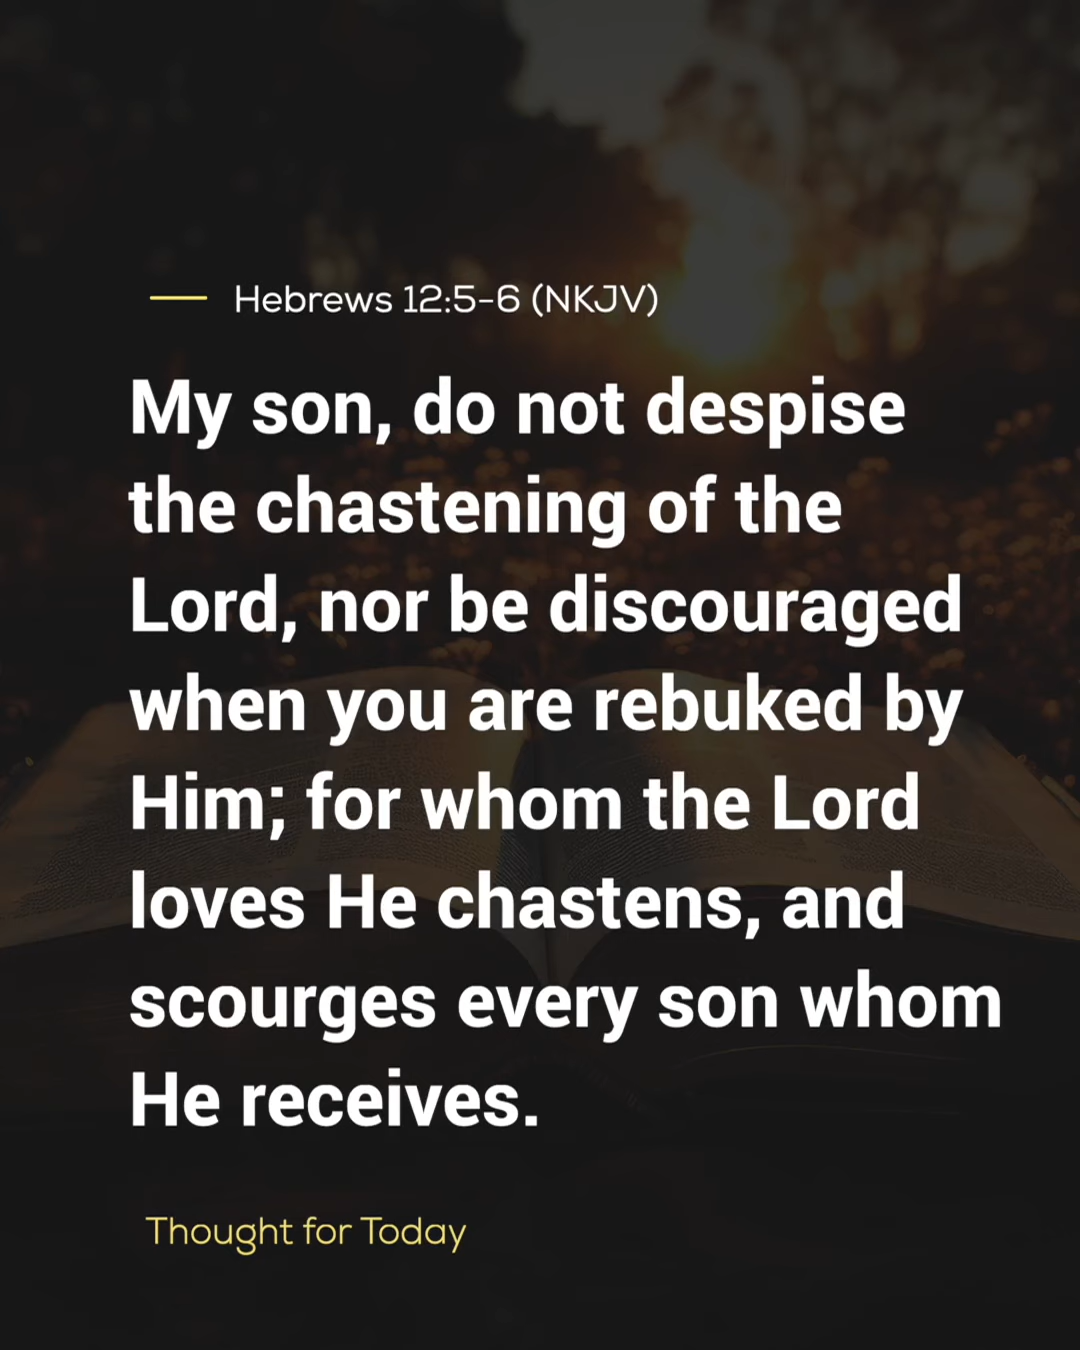 Hebrews 12:5-6 (NKJV)
My son, do not despise
the chastening of the
Lord, nor be discouraged
when you are rebuked by
Him; for whom the Lord
loves He chastens, and
scourges every son whom
He receives.
Thought for Today